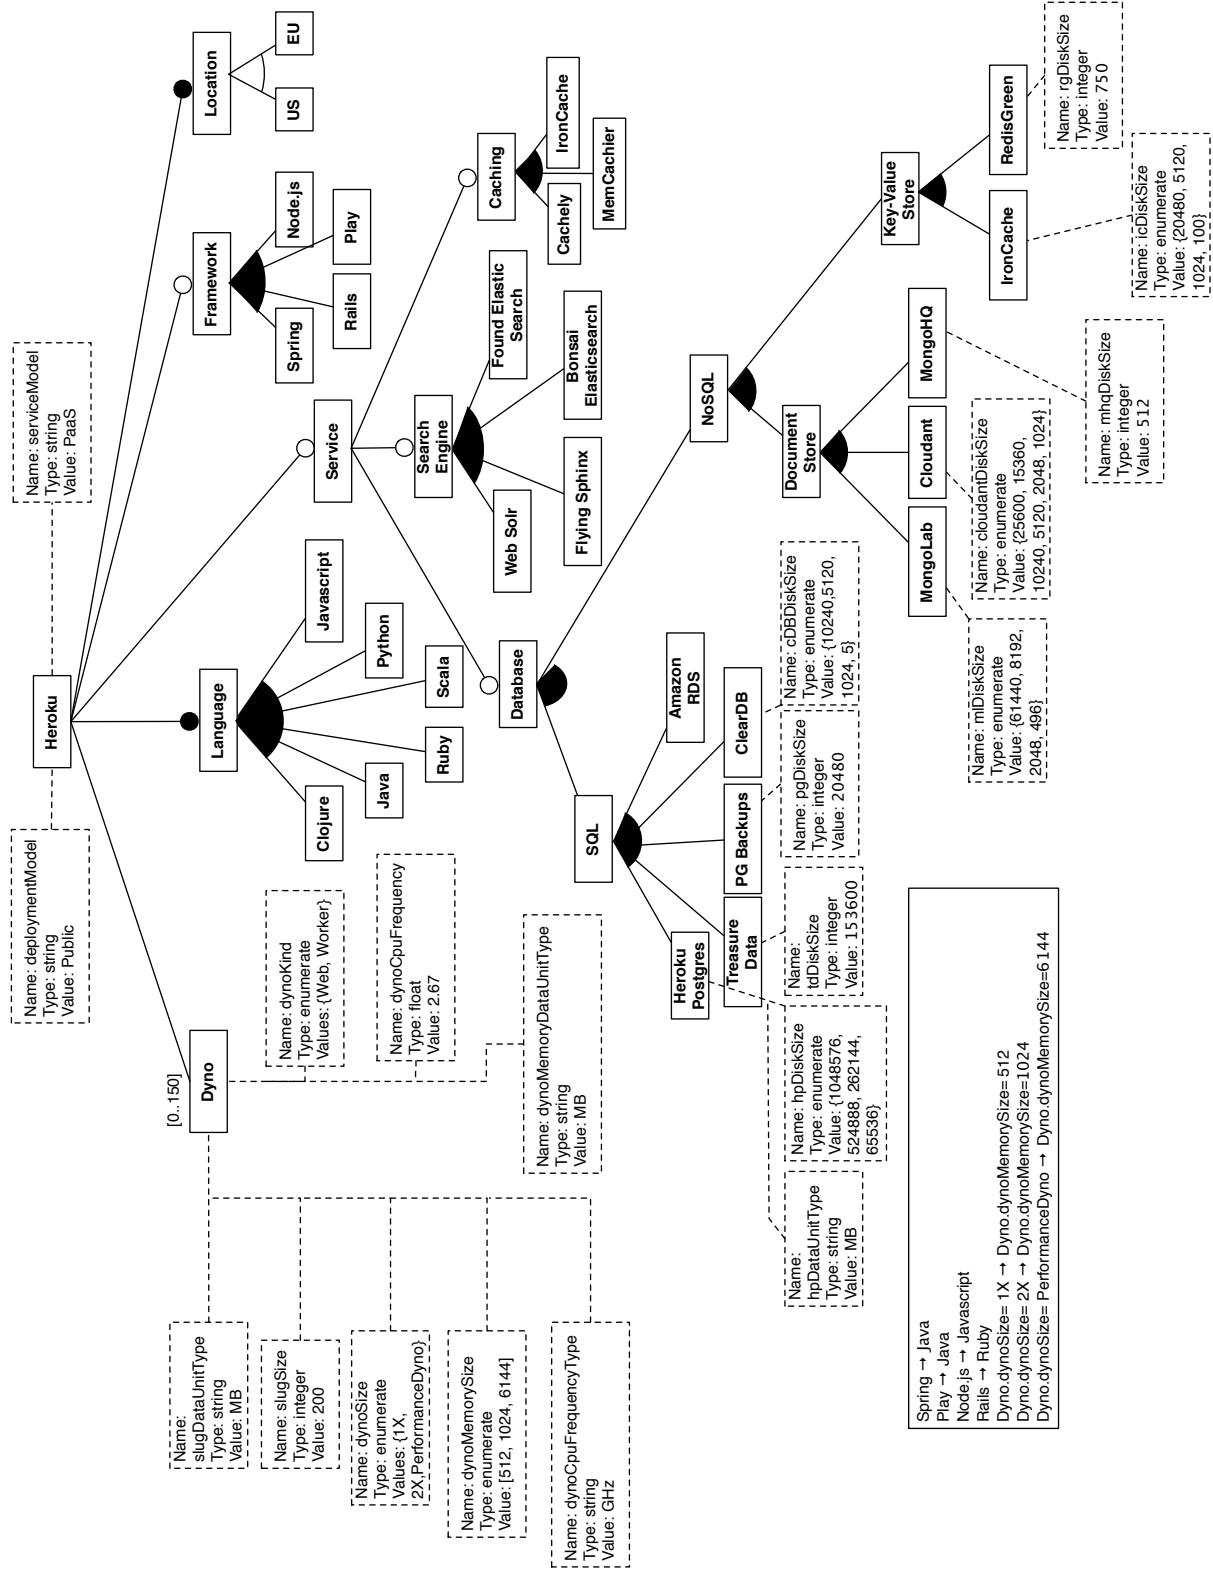 Name: deploymentModel
Type: string
Value: Public
Heroku
Name: serviceModel
Type: string
Value: PaaS
[0..150]
Dyno
Language
Framework
Location
Name:
slugDataUnitType
Type: string
Value: MB
Name: slugSize
Type: integer
Value: 200
Name: dynoSize
Type: enumerate
Values: {1X,
2X,PerformanceDyno}
Name: dynoMemorySize
Type: enumerate
Value: [512, 1024, 6144]
Name: dynoCpuFrequencyType
Type: string
Value: GHz
Name: dynoKind
Type: enumerate
Values: {Web, Worker}
Name: dynoCpuFrequency
Type: float
Value: 2.67
Name: dynoMemoryDataUnitType
Type: string
Value: MB
Clojure
Java
Ruby
Scala
Python
Javascript
Spring
Rails
Play
Node.js
US
EU
Service
Database
Search
Engine
Caching
Web Solr
Flying Sphinx
Bonsai
Elasticsearch
Found Elastic
Search
Cachely
MemCachier
IronCache
SQL
NoSQL
Heroku
Postgres
Treasure
Data
PG Backups
ClearDB
Amazon
RDS
Name:
hpDataUnitType
Type: string
Value: MB
Name: hpDiskSize
Type: enumerate
Value: {1048576,
524888, 262144,
65536}
Name:
tdDiskSize
Type: integer
Value: 153600
Name: pgDiskSize
Type: integer
Value: 20480
Name: cDBDiskSize
Type: enumerate
Value: {10240,5120,
1024, 5}
Document
Store
Key-Value
Store
MongoLab
Cloudant
MongoHQ
IronCache
RedisGreen
Name: mlDiskSize
Type: enumerate
Value: {61440, 8192,
2048, 496}
Name: cloudantDiskSize
Type: enumerate
Value: {25600, 15360,
10240, 5120, 2048, 1024}
Name: mhqDiskSize
Type: integer
Value: 512
Name: icDiskSize
Type: enumerate
Value: {20480, 5120,
1024, 100}
Name: rgDiskSize
Type: integer
Value: 750
Spring → Java
Play → Java
Node.js → Javascript
Rails → Ruby
Dyno.dynoSize= 1X → Dyno.dynoMemorySize= 512
Dyno.dynoSize= 2X → Dyno.dynoMemorySize=1024
Dyno.dynoSize= PerformanceDyno → Dyno.dynoMemorySize=6144